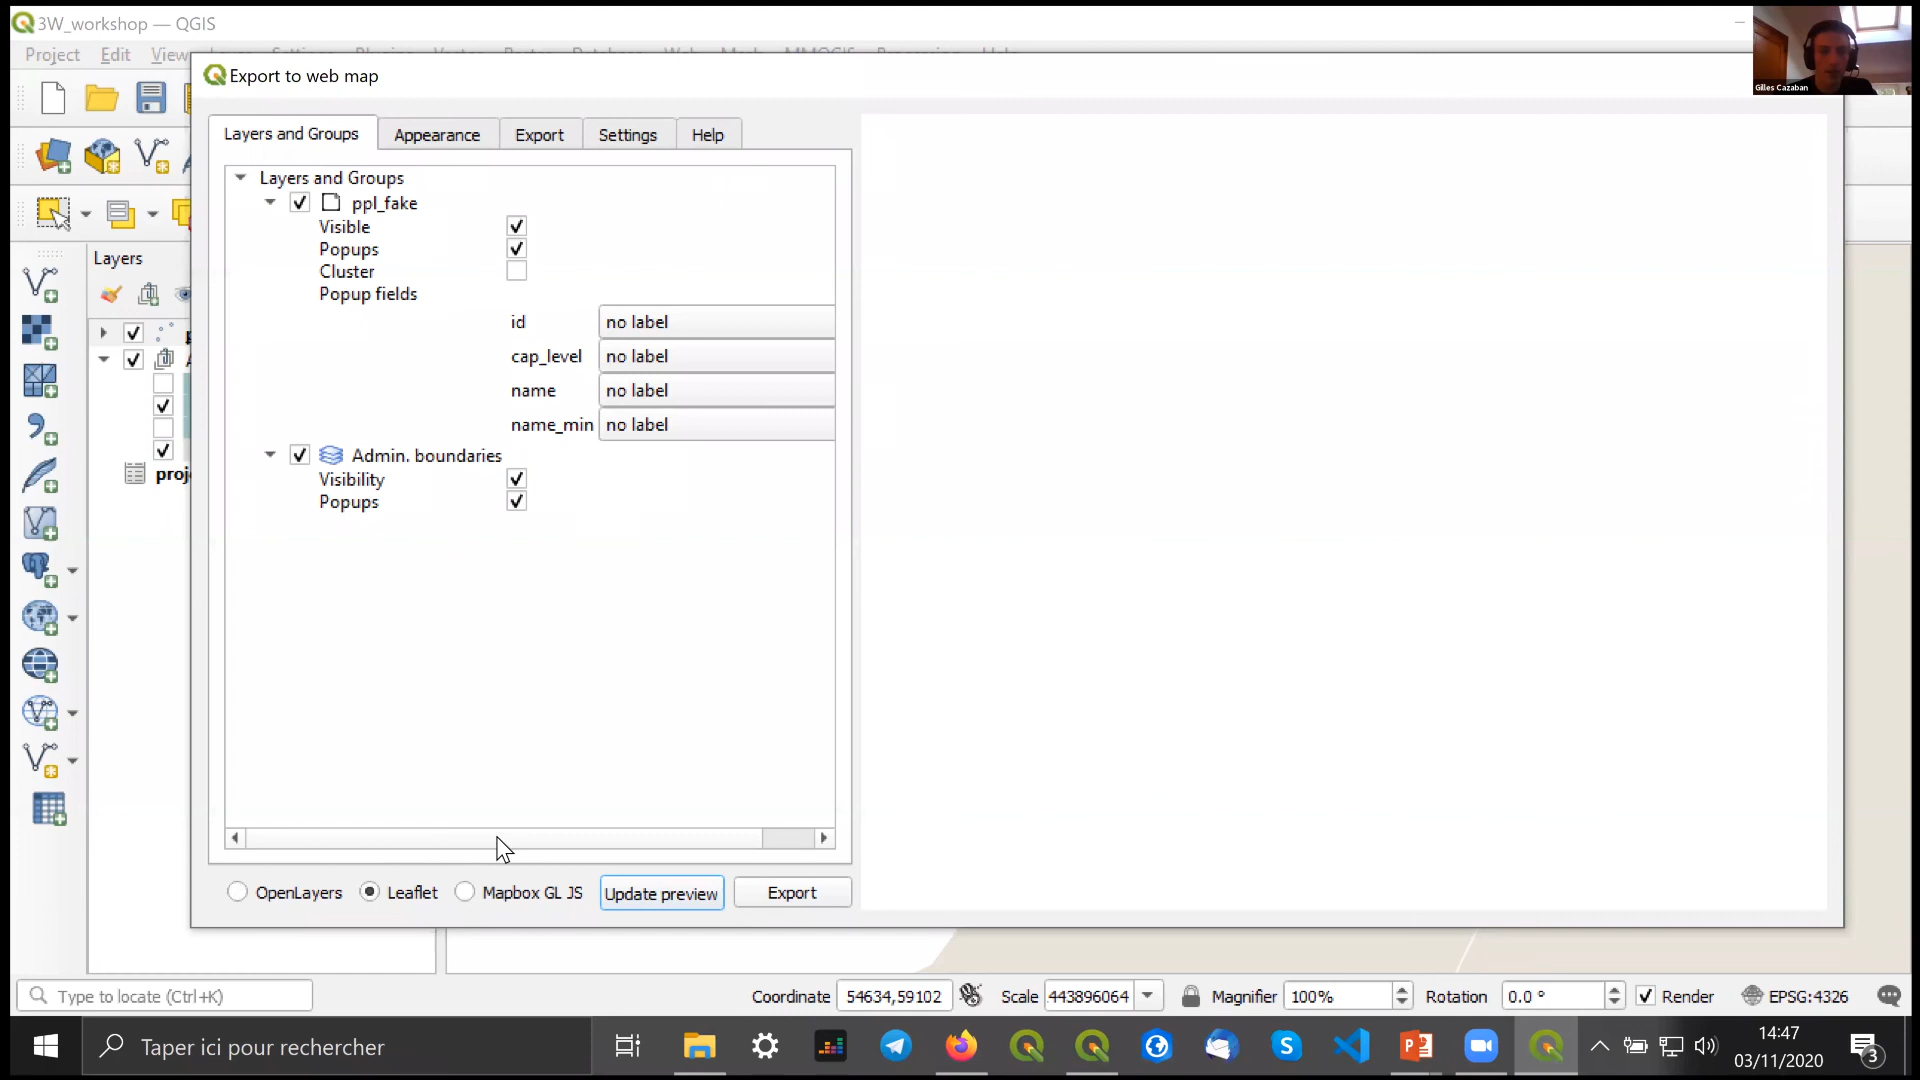 3W_workshop — QGIS
Project Edit View
Export to web map
Gilles Cazaban
Layers and Groups Appearance Export Settings Help
Layers and Groups
ppl_fake
Visible
Popups
Cluster
Popup fields
id no label
cap_level no label
name no label
name_min no label
Admin. boundaries
Visibility
Popups
Layers
proj
OpenLayers Leaflet Mapbox GL JS Update preview Export
Type to locate (Ctrl+K) Coordinate 54634,59102 Scale 443896064 Magnifier 100% Rotation 0.0 ° Render EPSG:4326
Taper ici pour rechercher
14:47
03/11/2020
3